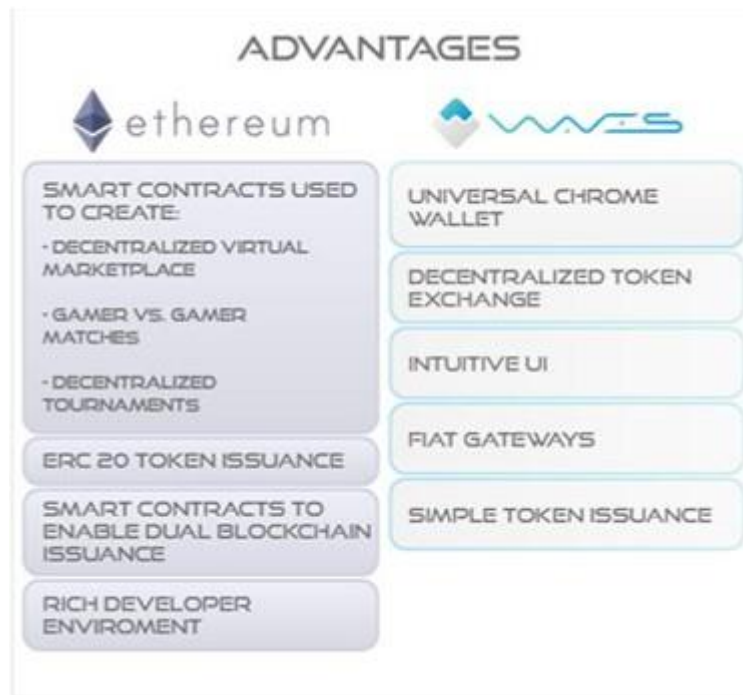 ADVANTAGES
ethereum
SMART CONTRACTS USED
TO CREATE:
• DECENTRALIZED VIRTUAL
MARKETPLACE
• GAMER VS. GAMER
MATCHES
• DECENTRALIZED
TOURNAMENTS
ERC 20 TOKEN ISSUANCE
SMART CONTRACTS TO
ENABLE DUAL BLOCKCHAIN
ISSUANCE
RICH DEVELOPER
ENVIROMENT
WAVES
UNIVERSAL CHROME
WALLET
DECENTRALIZED TOKEN
EXCHANGE
INTUITIVE UI
FIAT GATEWAYS
SIMPLE TOKEN ISSUANCE